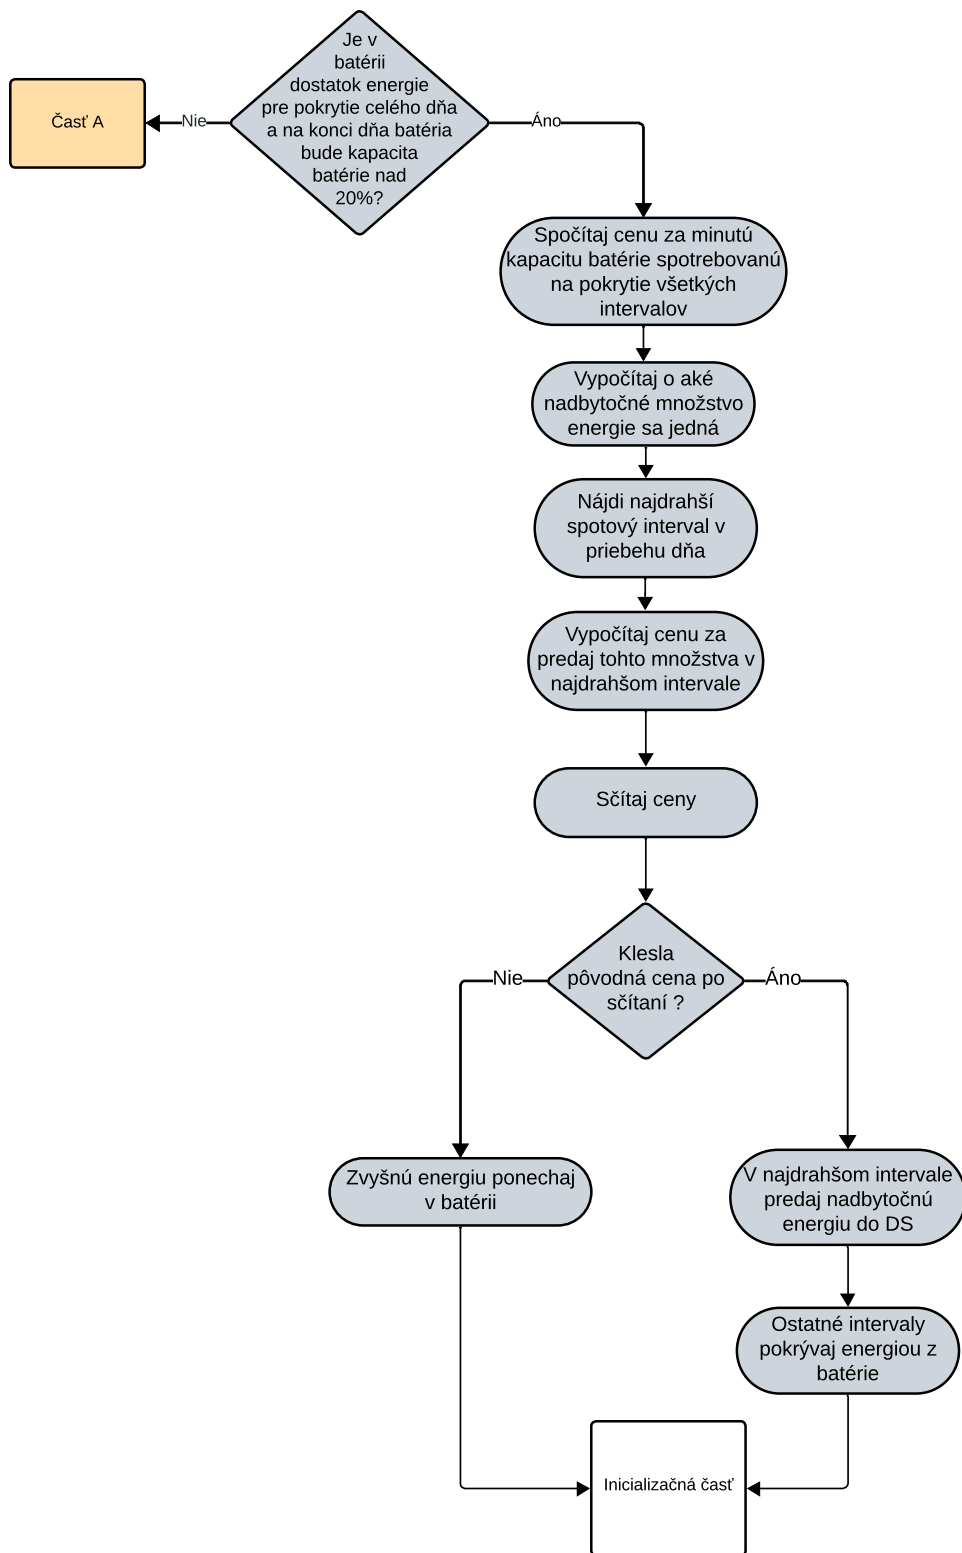 Je v
batérii
dostatok energie
pre pokrytie celého dňa
a na konci dňa batéria
bude kapacita
batérie nad
20%?
Časť A
Nie
Áno
Spočítaj cenu za minutú
kapacitu batérie spotrebovanú
na pokrytie všetkých
intervalov
Vypočítaj o aké
nadbytočné množstvo
energie sa jedná
Nájdi najdrahší
spotový interval v
priebehu dňa
Vypočítaj cenu za
predaj tohto množstva v
najdrahšom intervale
Sčítaj ceny
Klesla
pôvodná cena po
sčítaní ?
Nie
Áno
Zvyšnú energiu ponechaj
v batérii
V najdrahšom intervale
predaj nadbytočnú
energiu do DS
Ostatné intervaly
pokrývaj energiou z
batérie
Inicializačná časť